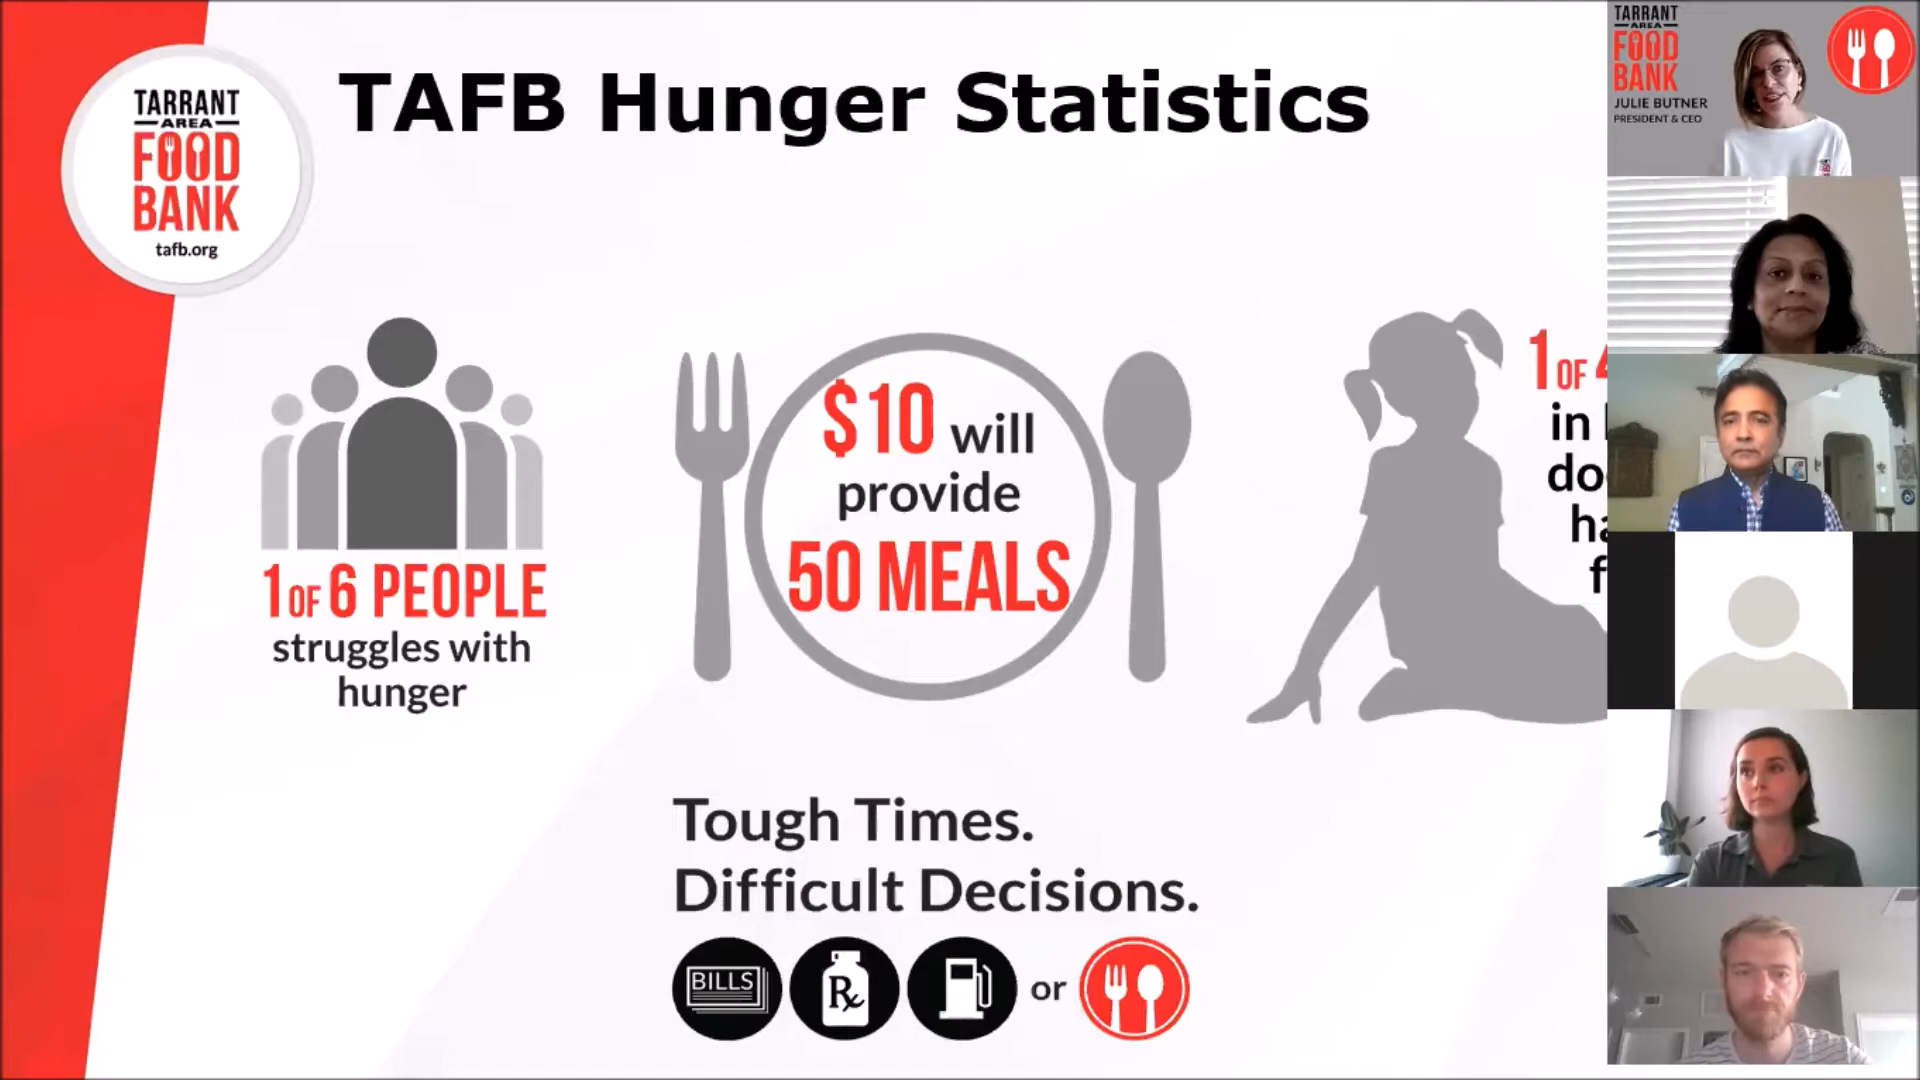 TARRANT
AREA
FOOD
BANK
tafb.org
TAFB Hunger Statistics
1 OF 6 PEOPLE
struggles with
hunger
$10 will
provide
50 MEALS
1 OF
in
Tough Times.
Difficult Decisions.
BILLS
Rx
or
TARRANT
AREA
FOOD
BANK
JULIE BUTNER
PRESIDENT & CEO